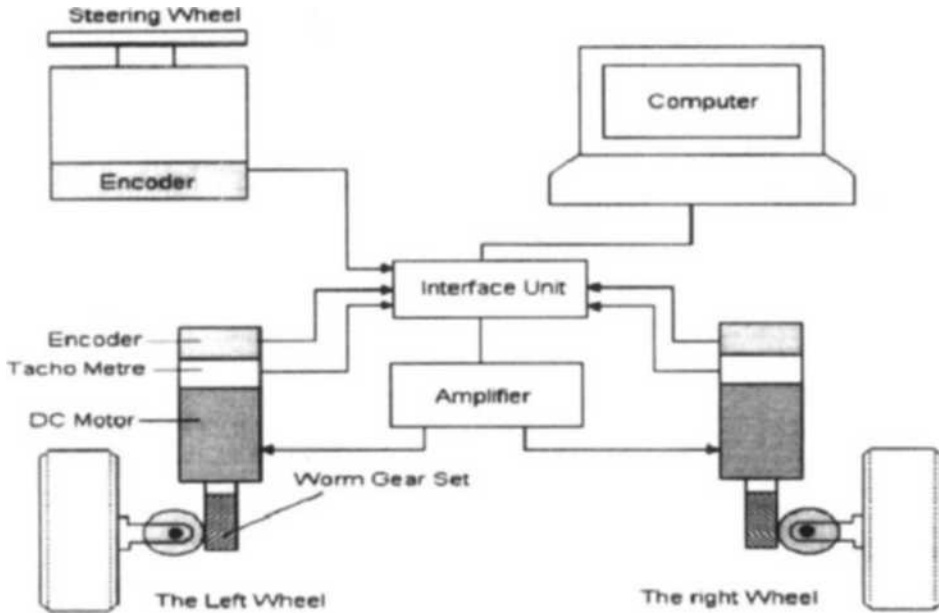 Steering Wheel
Computer
Encoder
Interface Unit
Encoder
Tacho Metre
Amplifier
DC Motor
Worm Gear Set
The Left Wheel
The right Wheel